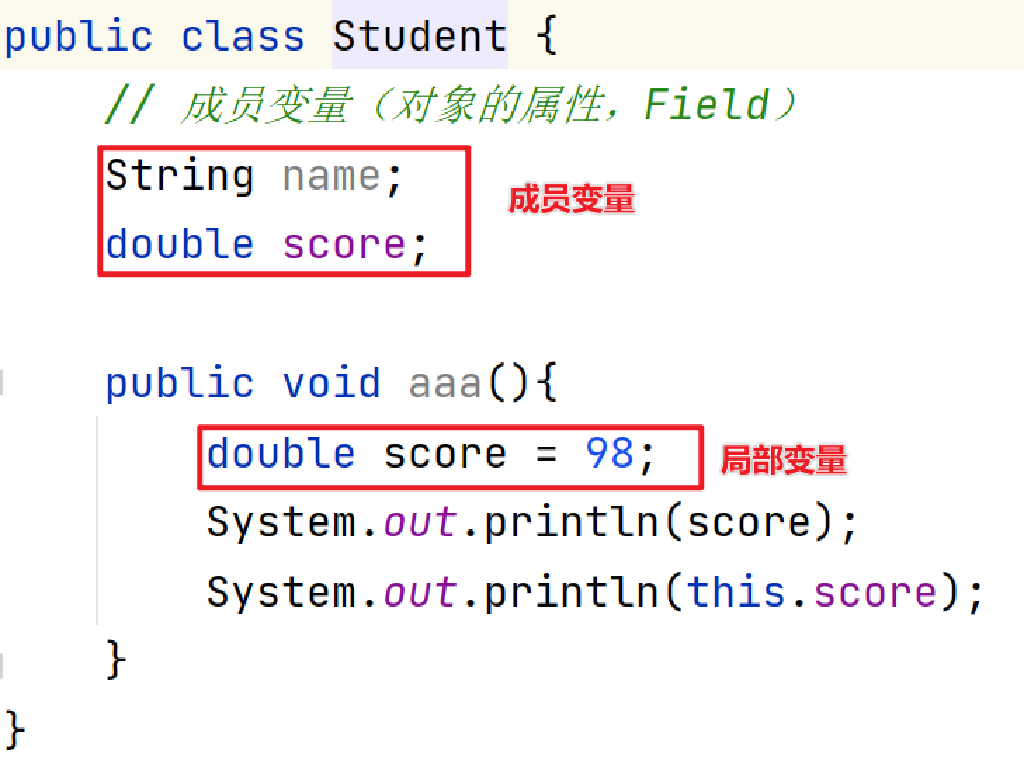 public class Student {
// 成员变量（对象的属性，Field）
String name;
成员变量
double score;
public void aaa(){
double score = 98;
局部变量
System.out.println(score);
System.out.println(this.score);
}
}